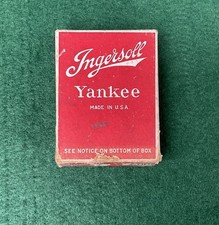 Ingersoll
Yankee
MADE IN U.S.A
SEE NOTICE ON BOTTOM OF BOX